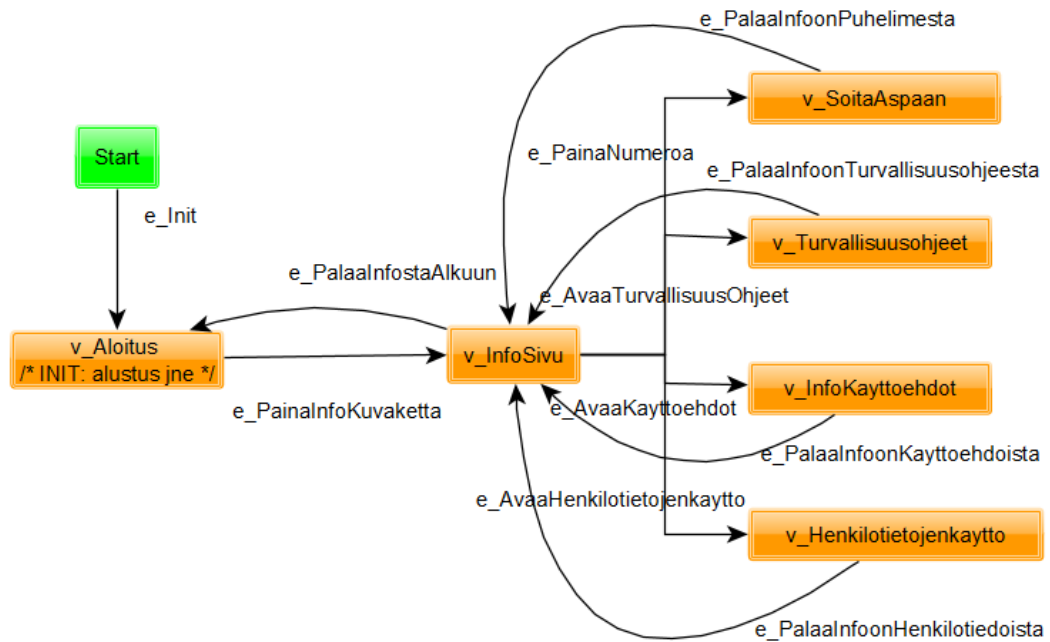 e_PalaaInfoonPuhelimesta
v_SoitaAspaan
Start
e_PainaNumeroa
e_PalaaInfoonTurvallisuusohjeesta
e_Init
v_Turvallisuusohjeet
e_PalaaInfostaAlkuun
e_AvaaTurvallisuusOhjeet
v_Aloitus
/* INIT: alustus jne */
v_InfoSivu
v_InfoKayttoehdot
e_PainaInfoKuvaketta
e_AvaaKayttoehdot
e_PalaaInfoonKayttoehdoista
e_AvaaHenkilotietojenkaytto
v_Henkilotietojenkaytto
e_PalaaInfoonHenkilotiedoista